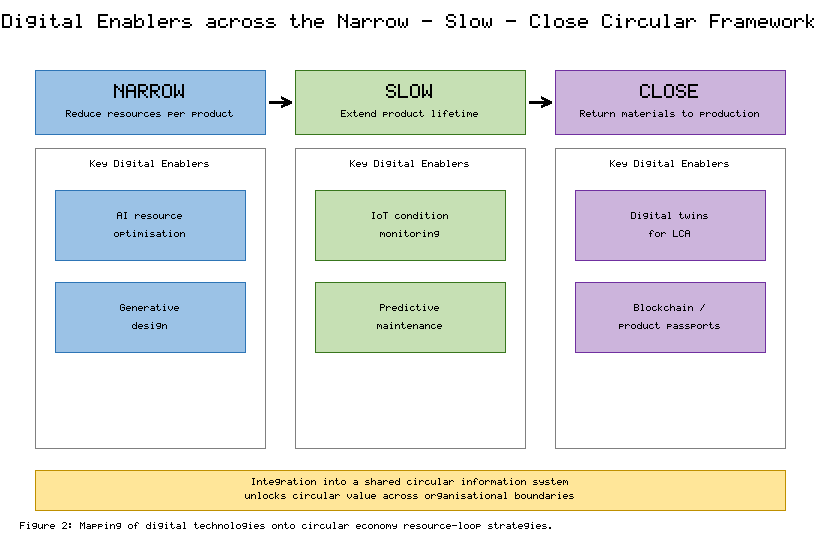 Digital Enablers across the Narrow – Slow – Close Circular Framework
NARROW
Reduce resources per product
SLOW
Extend product lifetime
CLOSE
Return materials to production
Key Digital Enablers
AI resource
optimisation
Generative
design
Key Digital Enablers
IoT condition
monitoring
Predictive
maintenance
Key Digital Enablers
Digital twins
for LCA
Blockchain /
product passports
Integration into a shared circular information system
unlocks circular value across organisational boundaries
Figure 2: Mapping of digital technologies onto circular economy resource-loop strategies.